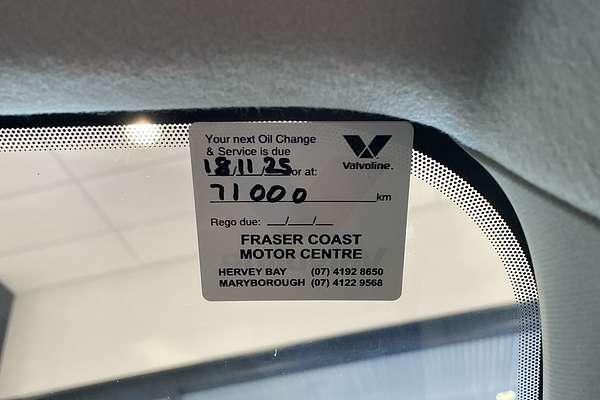 Your next Oil Change
& Service is due
18/11/25 or at:
Valvoline.
71000 km
Rego due: __/__/__
FRASER COAST
MOTOR CENTRE
HERVEY BAY (07) 4192 8650
MARYBOROUGH (07) 4122 9568